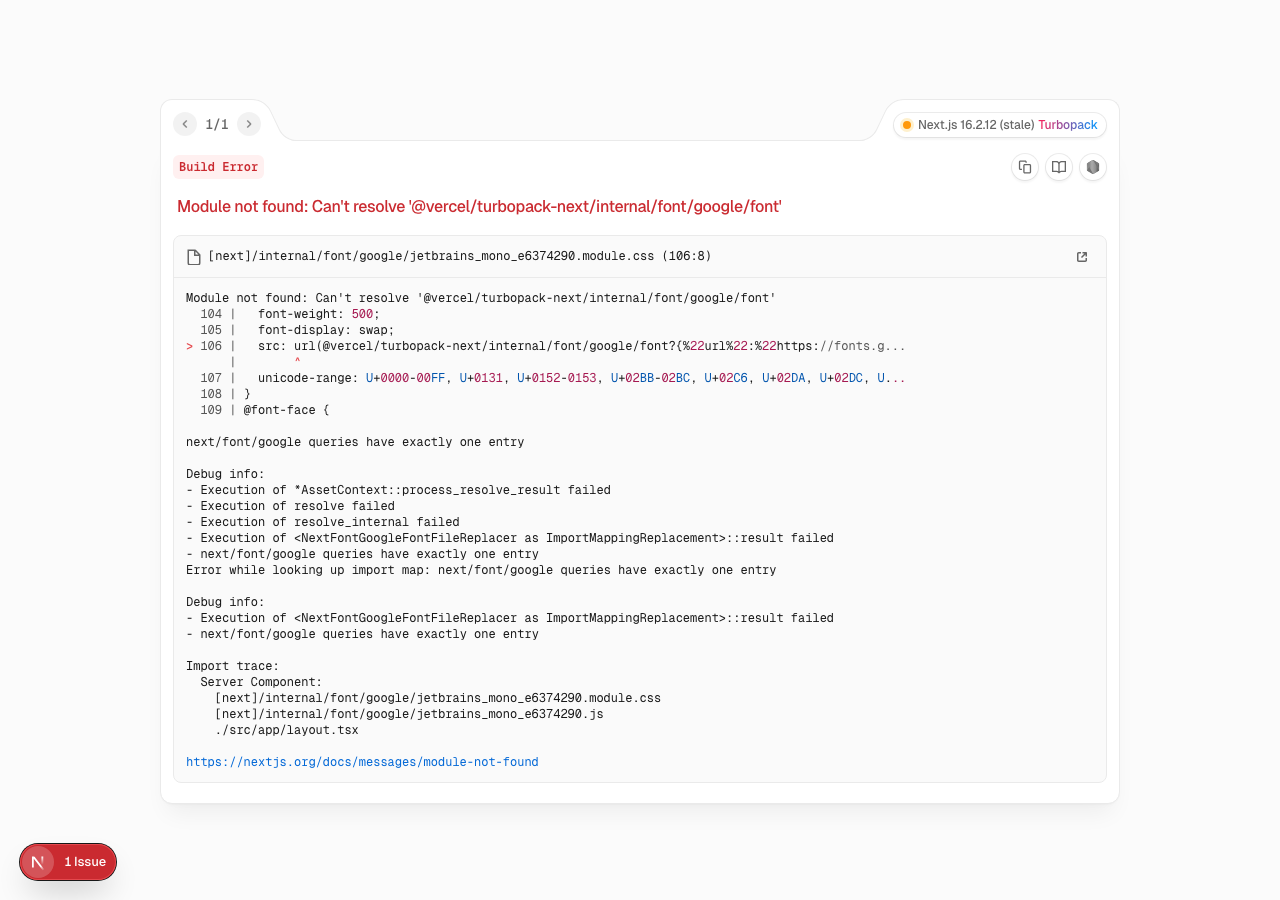 1/1
Next.js 16.2.12 (stale) Turbopack
Build Error
Module not found: Can't resolve '@vercel/turbopack-next/internal/font/google/font'
[next]/internal/font/google/jetbrains_mono_e6374290.module.css (106:8)
Module not found: Can't resolve '@vercel/turbopack-next/internal/font/google/font'
  104 |   font-weight: 500;
  105 |   font-display: swap;
> 106 |   src: url(@vercel/turbopack-next/internal/font/google/font?{%22url%22:%22https://fonts.g...
      |        ^
  107 |   unicode-range: U+0000-00FF, U+0131, U+0152-0153, U+02BB-02BC, U+02C6, U+02DA, U+02DC, U...
  108 | }
  109 | @font-face {
next/font/google queries have exactly one entry
Debug info:
- Execution of *AssetContext::process_resolve_result failed
- Execution of resolve failed
- Execution of resolve_internal failed
- Execution of <NextFontGoogleFontFileReplacer as ImportMappingReplacement>::result failed
- next/font/google queries have exactly one entry
Error while looking up import map: next/font/google queries have exactly one entry
Debug info:
- Execution of <NextFontGoogleFontFileReplacer as ImportMappingReplacement>::result failed
- next/font/google queries have exactly one entry
Import trace:
  Server Component:
    [next]/internal/font/google/jetbrains_mono_e6374290.module.css
    [next]/internal/font/google/jetbrains_mono_e6374290.js
    ./src/app/layout.tsx
https://nextjs.org/docs/messages/module-not-found
N 1 Issue